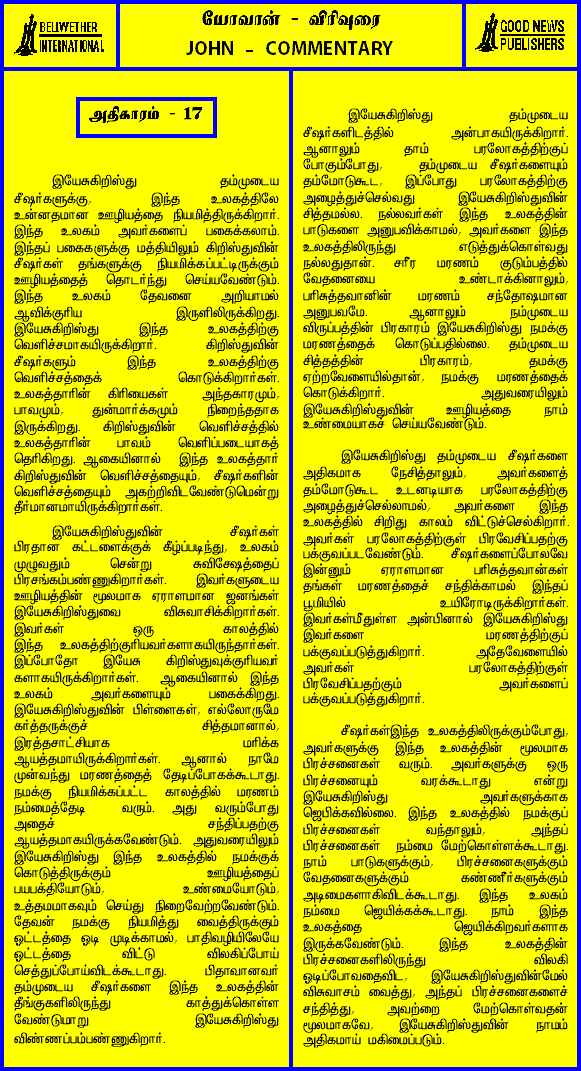 BELLWETHER
INTERNATIONAL
யோவான் - விரிவுரை
JOHN - COMMENTARY
GOOD NEWS
PUBLISHERS
அதிகாரம் - 17
இயேசுகிறிஸ்து தம்முடைய
சீஷர்களுக்கு, இந்த உலகத்திலே
உன்னதமான ஊழியத்தை நியமித்திருக்கிறார்.
இந்த உலகம் அவர்களைப் பகைக்கலாம்.
இந்தப் பகைகளுக்கு மத்தியிலும் கிறிஸ்துவின்
சீஷர்கள் தங்களுக்கு நியமிக்கப்பட்டிருக்கும்
ஊழியத்தைத் தொடர்ந்து செய்யவேண்டும்.
இந்த உலகம் தேவனை அறியாமல்
ஆவிக்குரிய இருளிலிருக்கிறது.
இயேசுகிறிஸ்து இந்த உலகத்திற்கு
வெளிச்சமாகயிருக்கிறார். கிறிஸ்துவின்
சீஷர்களும் இந்த உலகத்திற்கு
வெளிச்சத்தைக் கொடுக்கிறார்கள்.
உலகத்தாரின் கிரியைகள் அந்தகாரமும்,
பாவமும், துன்மார்க்கமும் நிறைந்ததாக
இருக்கிறது. கிறிஸ்துவின் வெளிச்சத்தில்
உலகத்தாரின் பாவம் வெளிப்படையாகத்
தெரிகிறது. ஆகையினால் இந்த உலகத்தார்
கிறிஸ்துவின் வெளிச்சத்தையும், சீஷர்களின்
வெளிச்சத்தையும் அகற்றிவிடவேண்டுமென்று
தீர்மானமாயிருக்கிறார்கள்.
இயேசுகிறிஸ்துவின் சீஷர்கள்
பிரதான கட்டளைக்குக் கீழ்ப்படிந்து, உலகம்
முழுவதும் சென்று சுவிசேஷத்தைப்
பிரசங்கம்பண்ணுகிறார்கள். இவர்களுடைய
ஊழியத்தின் மூலமாக ஏராளமான ஜனங்கள்
இயேசுகிறிஸ்துவை விசுவாசிக்கிறார்கள்.
இவர்கள் ஒரு காலத்தில்
இந்த உலகத்திற்குரியவர்களாகயிருந்தார்கள்.
இப்போதோ இயேசு கிறிஸ்துவுக்குரியவர்
களாகயிருக்கிறார்கள். ஆகையினால் இந்த
உலகம் அவர்களையும் பகைக்கிறது.
இயேசுகிறிஸ்துவின் பிள்ளைகள், எல்லோருமே
கர்த்தருக்குச் சித்தமானால்,
இரத்தசாட்சியாக மரிக்க
ஆயத்தமாயிருக்கிறார்கள். ஆனால் நாமே
முன்வந்து மரணத்தைத் தேடிப்போகக்கூடாது.
நமக்கு நியமிக்கப்பட்ட காலத்தில் மரணம்
நம்மைத்தேடி வரும். அது வரும்போது
அதைச் சந்திப்பதற்கு
ஆயத்தமாகயிருக்கவேண்டும். அதுவரையிலும்
இயேசுகிறிஸ்து இந்த உலகத்தில் நமக்குக்
கொடுத்திருக்கும் ஊழியத்தைப்
பயபக்தியோடும், உண்மையோடும்,
உத்தமமாகவும் செய்து நிறைவேற்றவேண்டும்.
தேவன் நமக்கு நியமித்து வைத்திருக்கும்
ஓட்டத்தை ஓடி முடிக்காமல், பாதிவழியிலேயே
ஓட்டத்தை விட்டு விலகிப்போய்
செத்துப்போய்விடக்கூடாது. பிதாவானவர்
தம்முடைய சீஷர்களை இந்த உலகத்தின்
தீங்குகளிலிருந்து காத்துக்கொள்ள
வேண்டுமாறு இயேசுகிறிஸ்து
விண்ணப்பம்பண்ணுகிறார்.
இயேசுகிறிஸ்து தம்முடைய
சீஷர்களிடத்தில் அன்பாகயிருக்கிறார்.
ஆனாலும் தாம் பரலோகத்திற்குப்
போகும்போது, தம்முடைய சீஷர்களையும்
தம்மோடுகூட, இப்போது பரலோகத்திற்கு
அழைத்துச்செல்வது இயேசுகிறிஸ்துவின்
சித்தமல்ல. நல்லவர்கள் இந்த உலகத்தின்
பாடுகளை அனுபவிக்காமல், அவர்களை இந்த
உலகத்திலிருந்து எடுத்துக்கொள்வது
நல்லதுதான். சரீர மரணம் குடும்பத்தில்
வேதனையை உண்டாக்கினாலும்,
பரிசுத்தவானின் மரணம் சந்தோஷமான
அனுபவமே. ஆனாலும் நம்முடைய
விருப்பத்தின் பிரகாரம் இயேசுகிறிஸ்து நமக்கு
மரணத்தைக் கொடுப்பதில்லை. தம்முடைய
சித்தத்தின் பிரகாரம், தமக்கு
ஏற்றவேளையில்தான், நமக்கு மரணத்தைக்
கொடுக்கிறார். அதுவரையிலும்
இயேசுகிறிஸ்துவின் ஊழியத்தை நாம்
உண்மையாகச் செய்யவேண்டும்.
இயேசுகிறிஸ்து தம்முடைய சீஷர்களை
அதிகமாக நேசித்தாலும், அவர்களைத்
தம்மோடுகூட உடனடியாக பரலோகத்திற்கு
அழைத்துச்செல்லாமல், அவர்களை இந்த
உலகத்தில் சிறிது காலம் விட்டுச்செல்கிறார்.
அவர்கள் பரலோகத்திற்குள் பிரவேசிப்பதற்கு
பக்குவப்படவேண்டும். சீஷர்களைப்போலவே
இன்னும் ஏராளமான பரிசுத்தவான்கள்
தங்கள் மரணத்தைச் சந்திக்காமல் இந்தப்
பூமியில் உயிரோடிருக்கிறார்கள்.
இவர்கள்மீதுள்ள அன்பினால் இயேசுகிறிஸ்து
இவர்களை மரணத்திற்குப்
பக்குவப்படுத்துகிறார். அதேவேளையில்
அவர்கள் பரலோகத்திற்குள்
பிரவேசிப்பதற்கும் அவர்களைப்
பக்குவப்படுத்துகிறார்.
சீஷர்கள்இந்த உலகத்திலிருக்கும்போது,
அவர்களுக்கு இந்த உலகத்தின் மூலமாக
பிரச்சனைகள் வரும். அவர்களுக்கு ஒரு
பிரச்சனையும் வரக்கூடாது என்று
இயேசுகிறிஸ்து அவர்களுக்காக
ஜெபிக்கவில்லை. இந்த உலகத்தில் நமக்குப்
பிரச்சனைகள் வந்தாலும், அந்தப்
பிரச்சனைகள் நம்மை மேற்கொள்ளக்கூடாது.
நாம் பாடுகளுக்கும், பிரச்சனைகளுக்கும்
வேதனைகளுக்கும் கண்ணீர்களுக்கும்
அடிமைகளாகிவிடக்கூடாது. இந்த உலகம்
நம்மை ஜெயிக்கக்கூடாது. நாம் இந்த
உலகத்தை ஜெயிக்கிறவர்களாக
இருக்கவேண்டும். இந்த உலகத்தின்
பிரச்சனைகளிலிருந்து விலகி
ஓடிப்போவதைவிட, இயேசுகிறிஸ்துவின்மேல்
விசுவாசம் வைத்து, அந்தப் பிரச்சனைகளைச்
சந்தித்து, அவற்றை மேற்கொள்வதன்
மூலமாகவே, இயேசுகிறிஸ்துவின் நாமம்
அதிகமாய் மகிமைப்படும்.